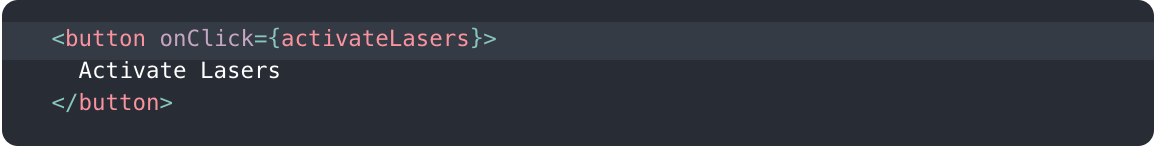 <button onClick={activateLasers}>
  Activate Lasers
</button>